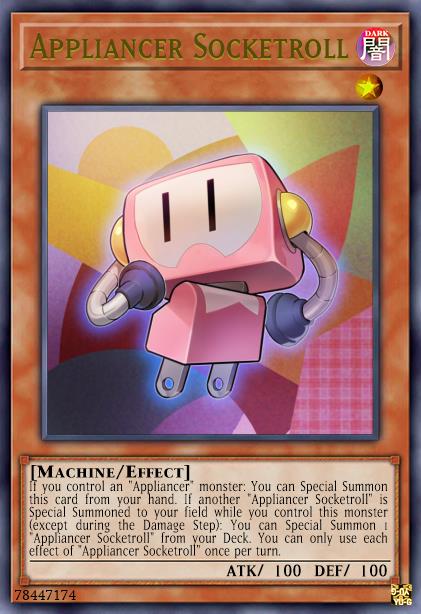 Appliancer Socketroll
DARK
闇
[Machine/Effect]
If you control an "Appliancer" monster: You can Special Summon
this card from your hand. If another "Appliancer Socketroll" is
Special Summoned to your field while you control this monster
(except during the Damage Step): You can Special Summon 1
"Appliancer Socketroll" from your Deck. You can only use each
effect of "Appliancer Socketroll" once per turn.
ATK/ 100 DEF/ 100
78447174